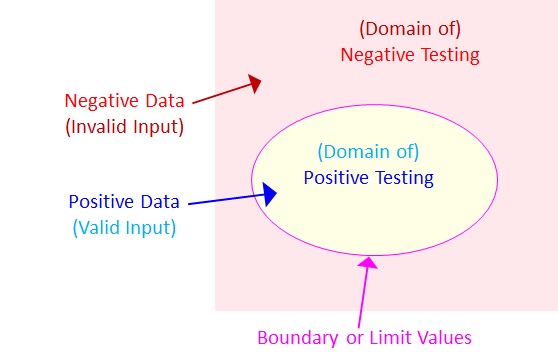 (Domain of)
Negative Testing
Negative Data
(Invalid Input)
(Domain of)
Positive Testing
Positive Data
(Valid Input)
Boundary or Limit Values